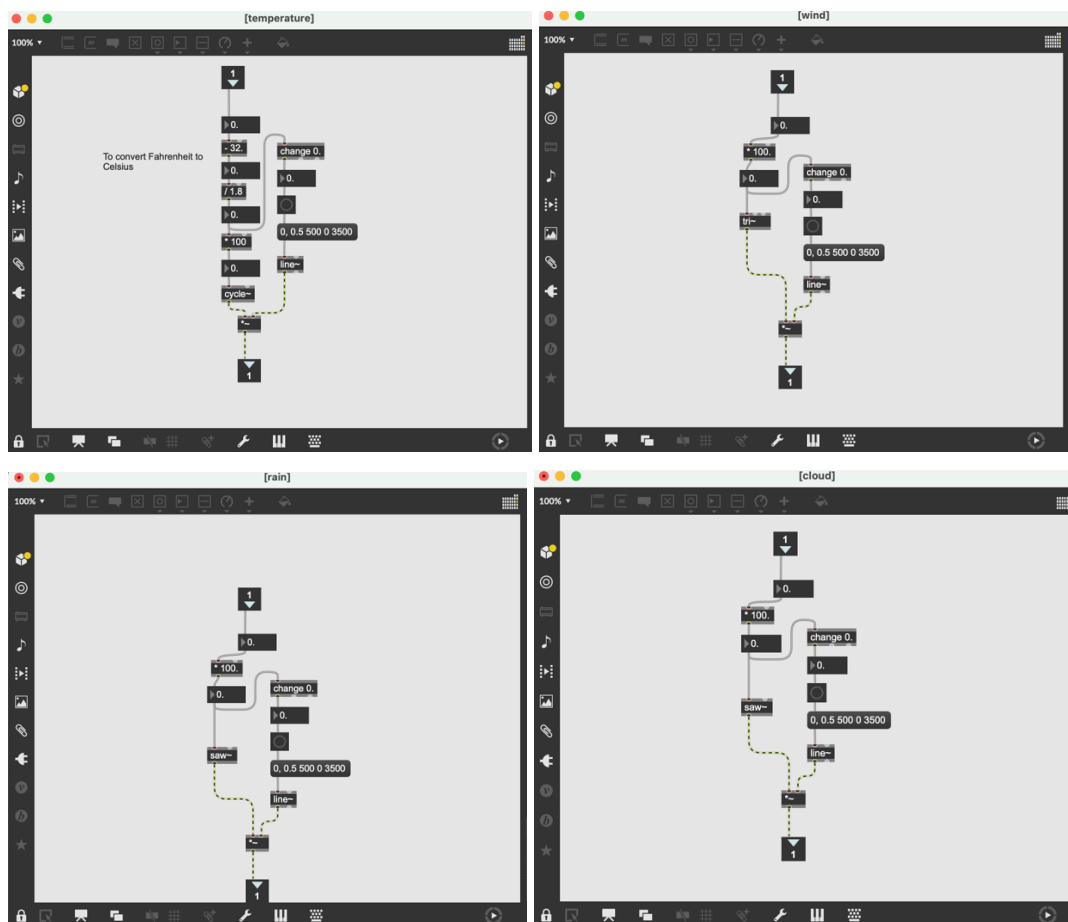 [temperature]
100% ▼
1
0.
- 32.
To convert Fahrenheit to
Celsius
change 0.
0.
0.
/ 1.8
0.
0, 0.5 500 0 3500
* 100
0.
line~
cycle~
*~
1
[wind]
100% ▼
1
0.
* 100.
0.
change 0.
0.
tri~
0, 0.5 500 0 3500
line~
*~
1
[rain]
100% ▼
1
0.
* 100.
0.
change 0.
0.
saw~
0, 0.5 500 0 3500
line~
*~
1
[cloud]
100% ▼
1
0.
* 100.
0.
change 0.
0.
saw~
0, 0.5 500 0 3500
line~
*~
1